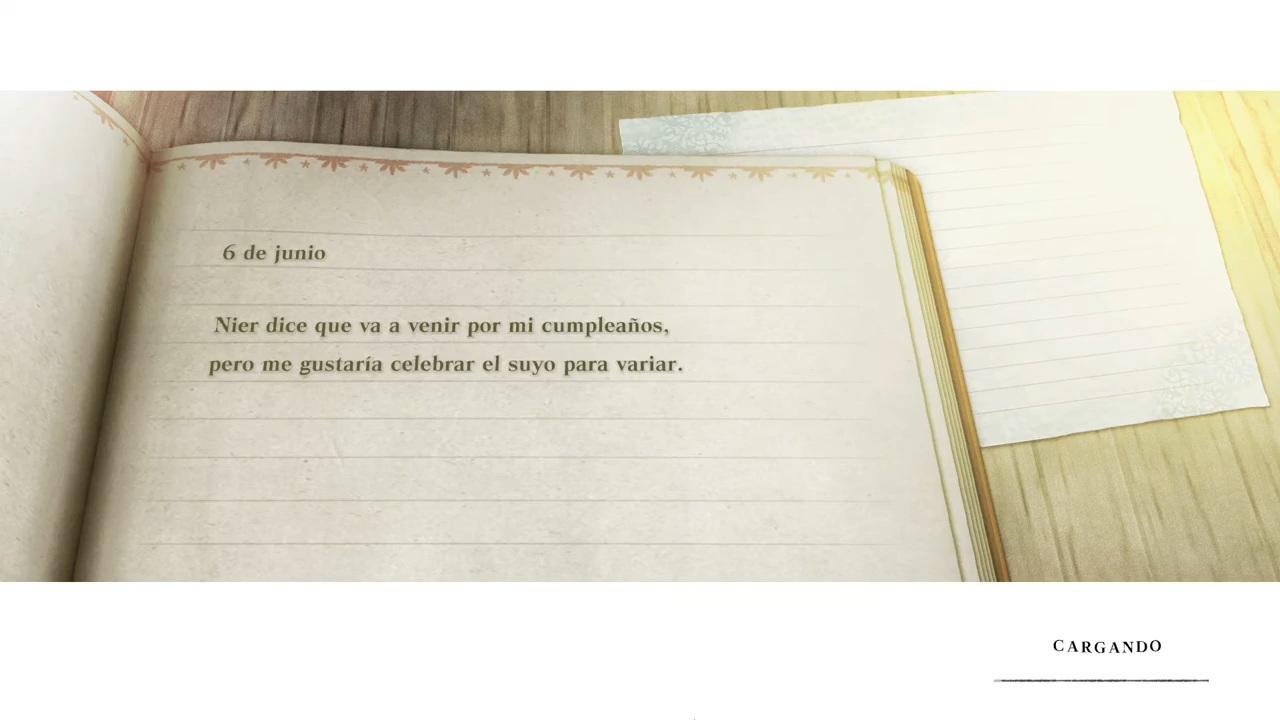 6 de junio
Nier dice que va a venir por mi cumpleaños,
pero me gustaría celebrar el suyo para variar.
CARGANDO